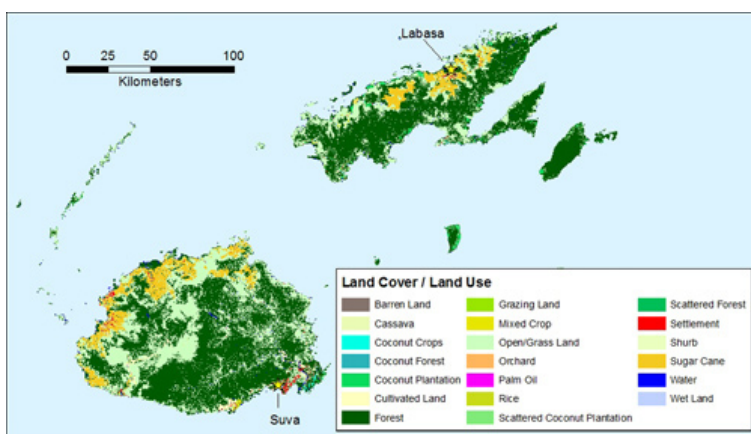 ,Labasa
0 25 50 100
Kilometers
Suva
Land Cover / Land Use
Barren Land
Cassava
Coconut Crops
Coconut Forest
Coconut Plantation
Cultivated Land
Forest
Grazing Land
Mixed Crop
Open/Grass Land
Orchard
Palm Oil
Rice
Scattered Coconut Plantation
Scattered Forest
Settlement
Shurb
Sugar Cane
Water
Wet Land